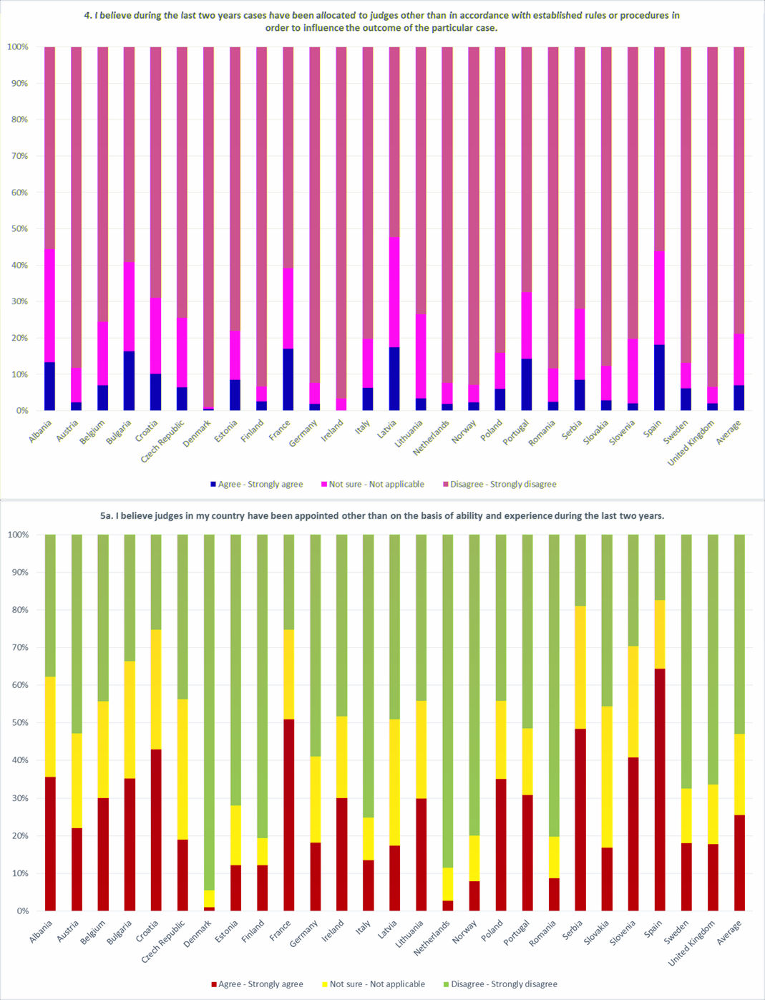 4. I believe during the last two years cases have been allocated to judges other than in accordance with established rules or procedures in
order to influence the outcome of the particular case.
100%
90%
80%
70%
60%
50%
40%
30%
20%
10%
0%
Albania
Austria
Belgium
Bulgaria
Croatia
Czech Republic
Denmark
Estonia
Finland
France
Germany
Ireland
Italy
Latvia
Lithuania
Netherlands
Norway
Poland
Portugal
Romania
Serbia
Slovakia
Slovenia
Spain
Sweden
United Kingdom
Average
Agree - Strongly agree
Not sure - Not applicable
Disagree - Strongly disagree
5a. I believe judges in my country have been appointed other than on the basis of ability and experience during the last two years.
100%
90%
80%
70%
60%
50%
40%
30%
20%
10%
0%
Albania
Austria
Belgium
Bulgaria
Croatia
Czech Republic
Denmark
Estonia
Finland
France
Germany
Ireland
Italy
Latvia
Lithuania
Netherlands
Norway
Poland
Portugal
Romania
Serbia
Slovakia
Slovenia
Spain
Sweden
United Kingdom
Average
Agree - Strongly agree
Not sure - Not applicable
Disagree - Strongly disagree